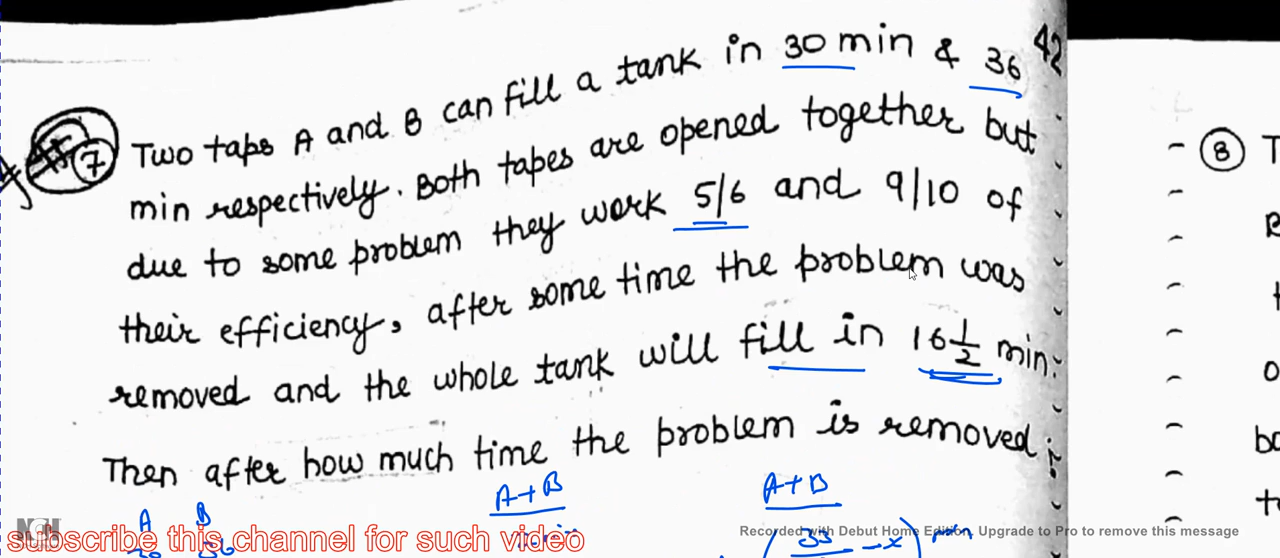 42
7 Two taps A and B can fill a tank in 30 min & 36
min respectively. Both tapes are opened together but
due to some problem they work 5/6 and 9/10 of
their efficiency, after some time the problem was
removed and the whole tank will fill in 16 1/2 min.
Then after how much time the problem is removed ?
A B A+B A+B
8 T
subscribe this channel for such video
Recorded with Debut Home Edition, Upgrade to Pro to remove this message